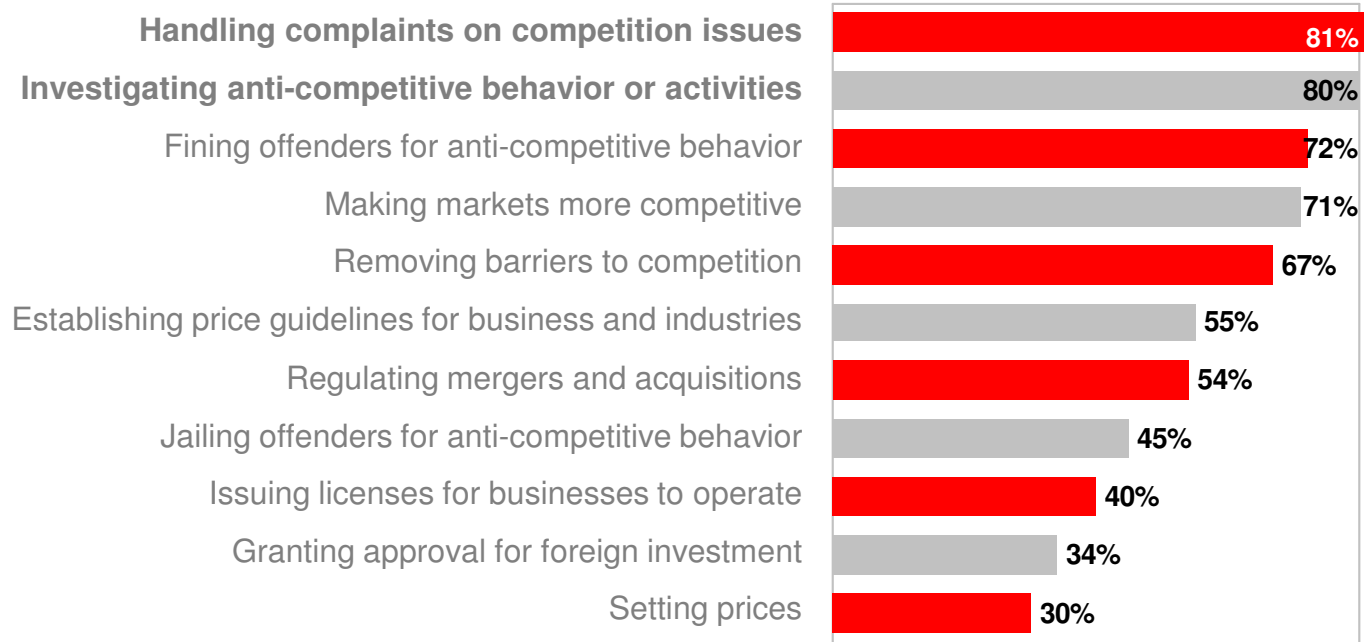 Handling complaints on competition issues 81%
Investigating anti-competitive behavior or activities 80%
Fining offenders for anti-competitive behavior 72%
Making markets more competitive 71%
Removing barriers to competition 67%
Establishing price guidelines for business and industries 55%
Regulating mergers and acquisitions 54%
Jailing offenders for anti-competitive behavior 45%
Issuing licenses for businesses to operate 40%
Granting approval for foreign investment 34%
Setting prices 30%